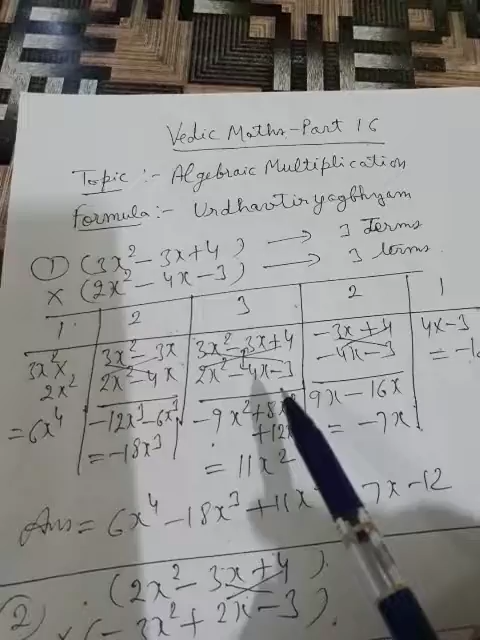 Vedic Maths-Part 16
Topic :- Algebraic Multiplication
Formula:- Urdhavtiryagbhyam
① (3x² - 3x + 4) → 3 Terms
x (2x² - 4x - 3) → 3 terms
1 2 3 2 1
3x² x 3x² - 3x 3x² - 3x + 4 -3x + 4 4x-3
2x² 2x² - 4x 2x² - 4x - 3 -4x - 3
= 6x⁴ -12x³ - 6x³ -9x² + 8x² 9x - 16x
= -18x³ = -7x
= 11x²
Ans = 6x⁴ - 18x³ + 11x 7x - 12
2) (2x² - 3x + 4)
x (-3x² + 2x - 3)